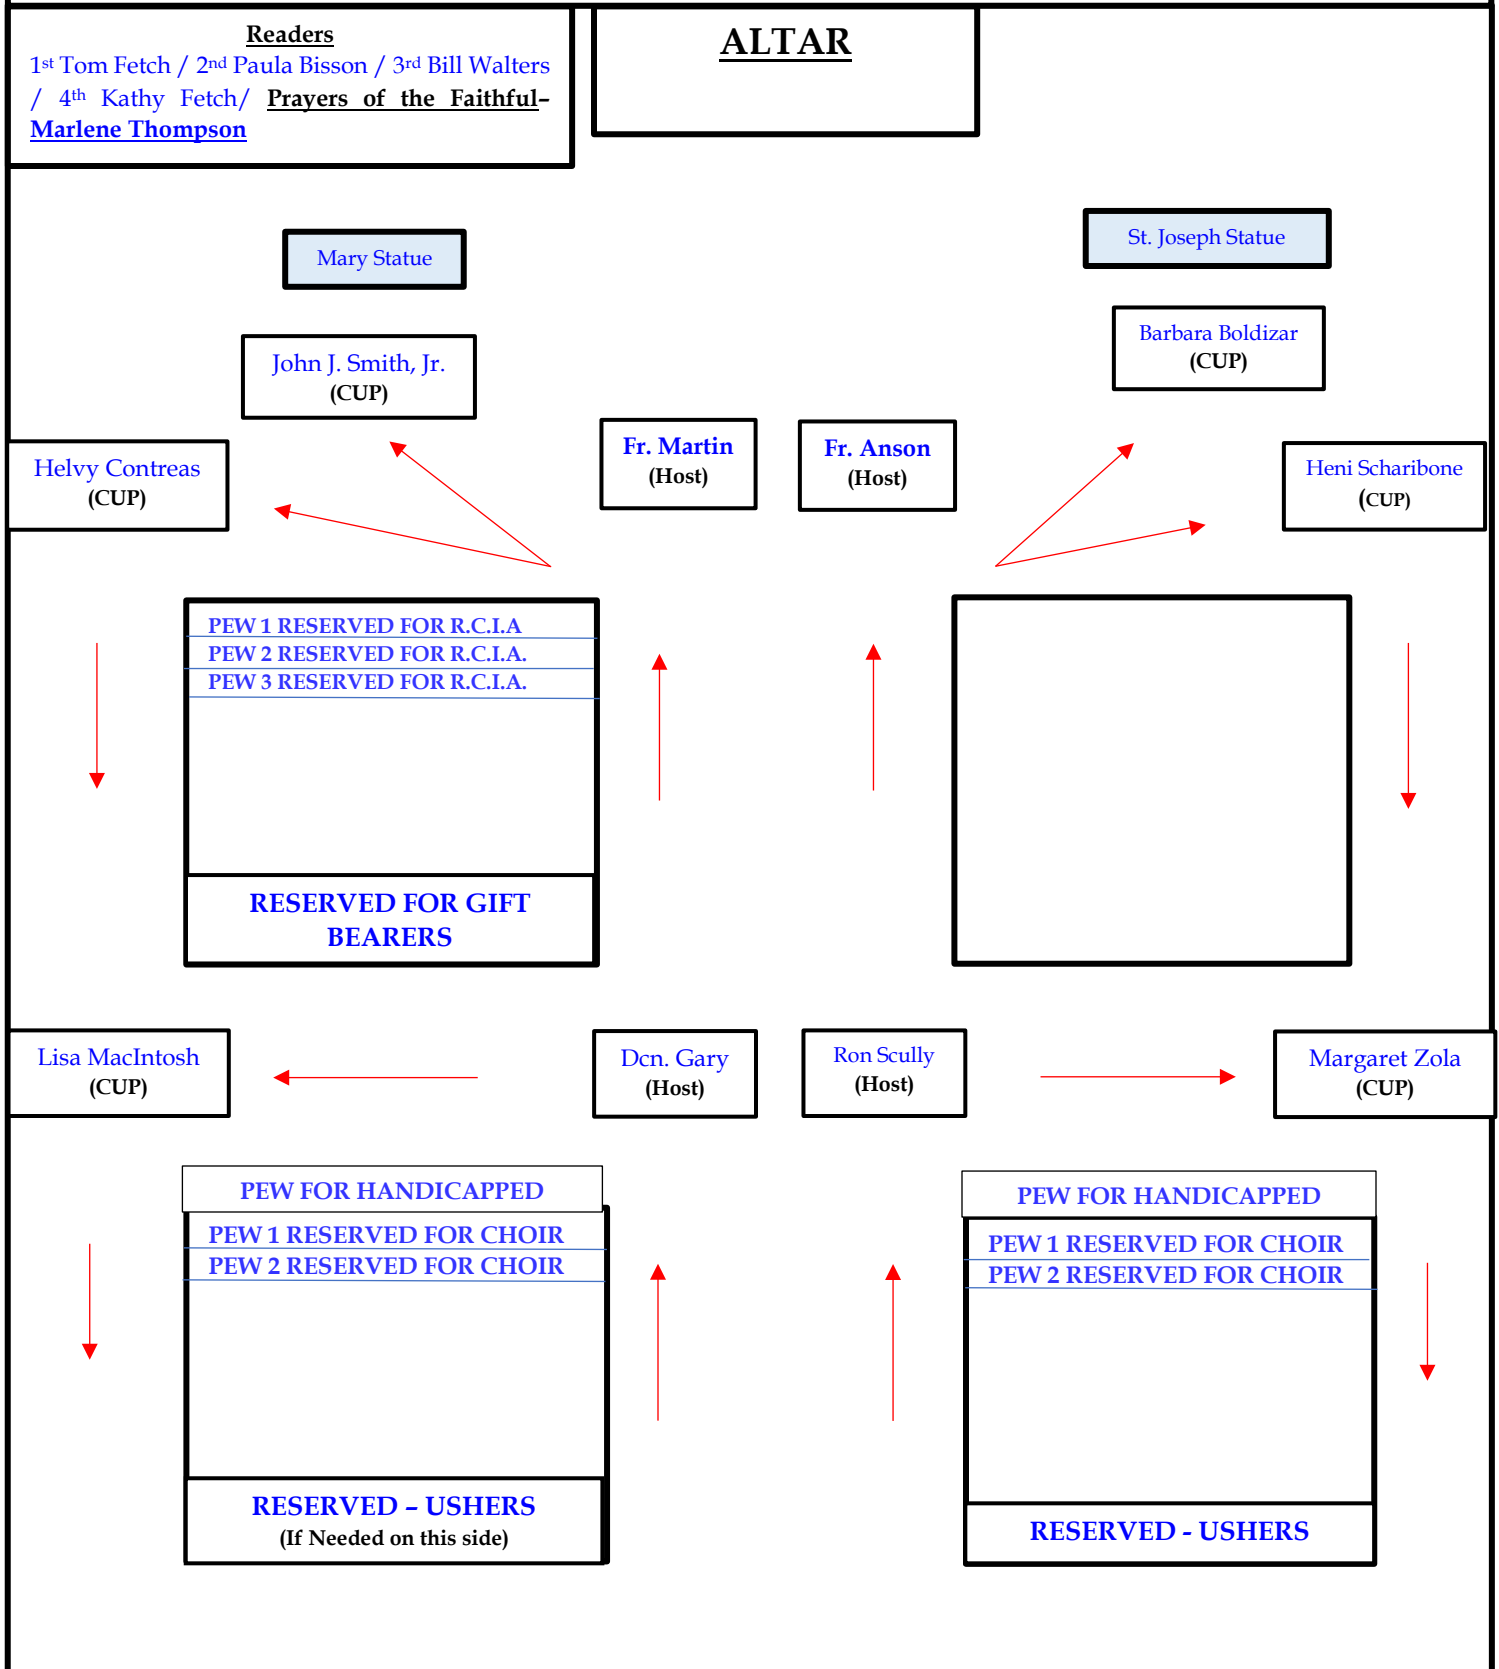 Readers
1st Tom Fetch / 2nd Paula Bisson / 3rd Bill Walters
/ 4th Kathy Fetch/ Prayers of the Faithful–
Marlene Thompson
ALTAR
Mary Statue
St. Joseph Statue
John J. Smith, Jr.
(CUP)
Barbara Boldizar
(CUP)
Helvy Contreas
(CUP)
Fr. Martin
(Host)
Fr. Anson
(Host)
Heni Scharibone
(CUP)
PEW 1 RESERVED FOR R.C.I.A
PEW 2 RESERVED FOR R.C.I.A.
PEW 3 RESERVED FOR R.C.I.A.
RESERVED FOR GIFT
BEARERS
Lisa MacIntosh
(CUP)
Dcn. Gary
(Host)
Ron Scully
(Host)
Margaret Zola
(CUP)
PEW FOR HANDICAPPED
PEW 1 RESERVED FOR CHOIR
PEW 2 RESERVED FOR CHOIR
RESERVED – USHERS
(If Needed on this side)
PEW FOR HANDICAPPED
PEW 1 RESERVED FOR CHOIR
PEW 2 RESERVED FOR CHOIR
RESERVED - USHERS